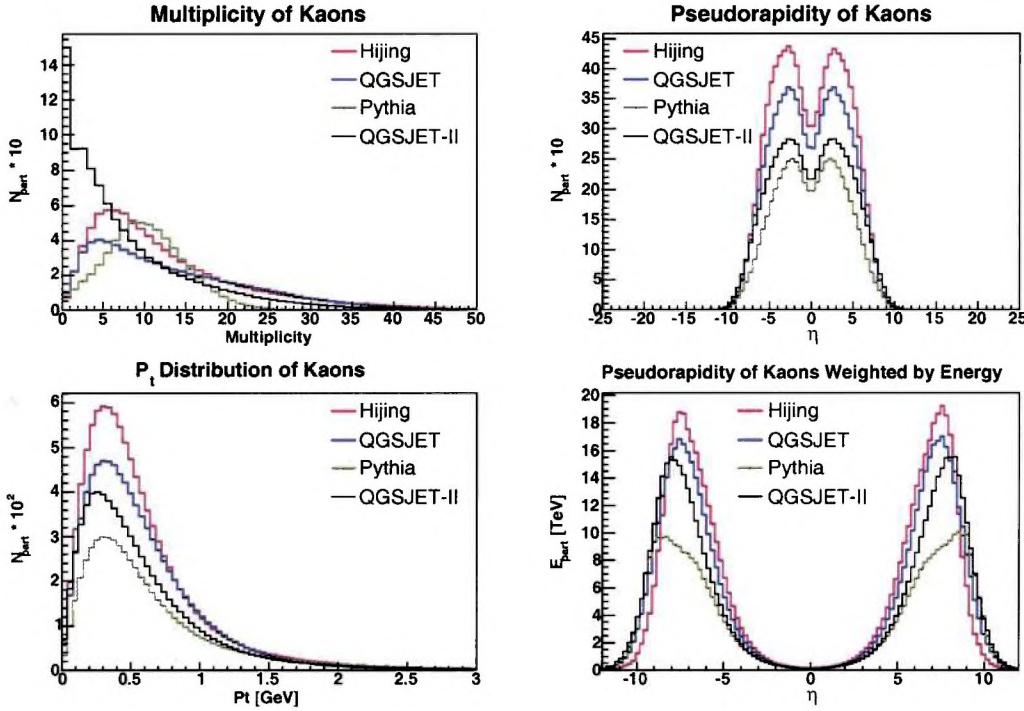 Multiplicity of Kaons
N_part * 10
14
12
10
8
6
4
2
0
Hijing
QGSJET
Pythia
QGSJET-II
0 5 10 15 20 25 30 35 40 45 50
Multiplicity
Pseudorapidity of Kaons
N_part * 10
45
40
35
30
25
20
15
10
5
0
Hijing
QGSJET
Pythia
QGSJET-II
-25 -20 -15 -10 -5 0 5 10 15 20 25
η
P_t Distribution of Kaons
N_part * 10²
6
5
4
3
2
1
0
Hijing
QGSJET
Pythia
QGSJET-II
0 0.5 1 1.5 2 2.5 3
Pt [GeV]
Pseudorapidity of Kaons Weighted by Energy
E_part [TeV]
20
18
16
14
12
10
8
6
4
2
0
Hijing
QGSJET
Pythia
QGSJET-II
-10 -5 0 5 10
η